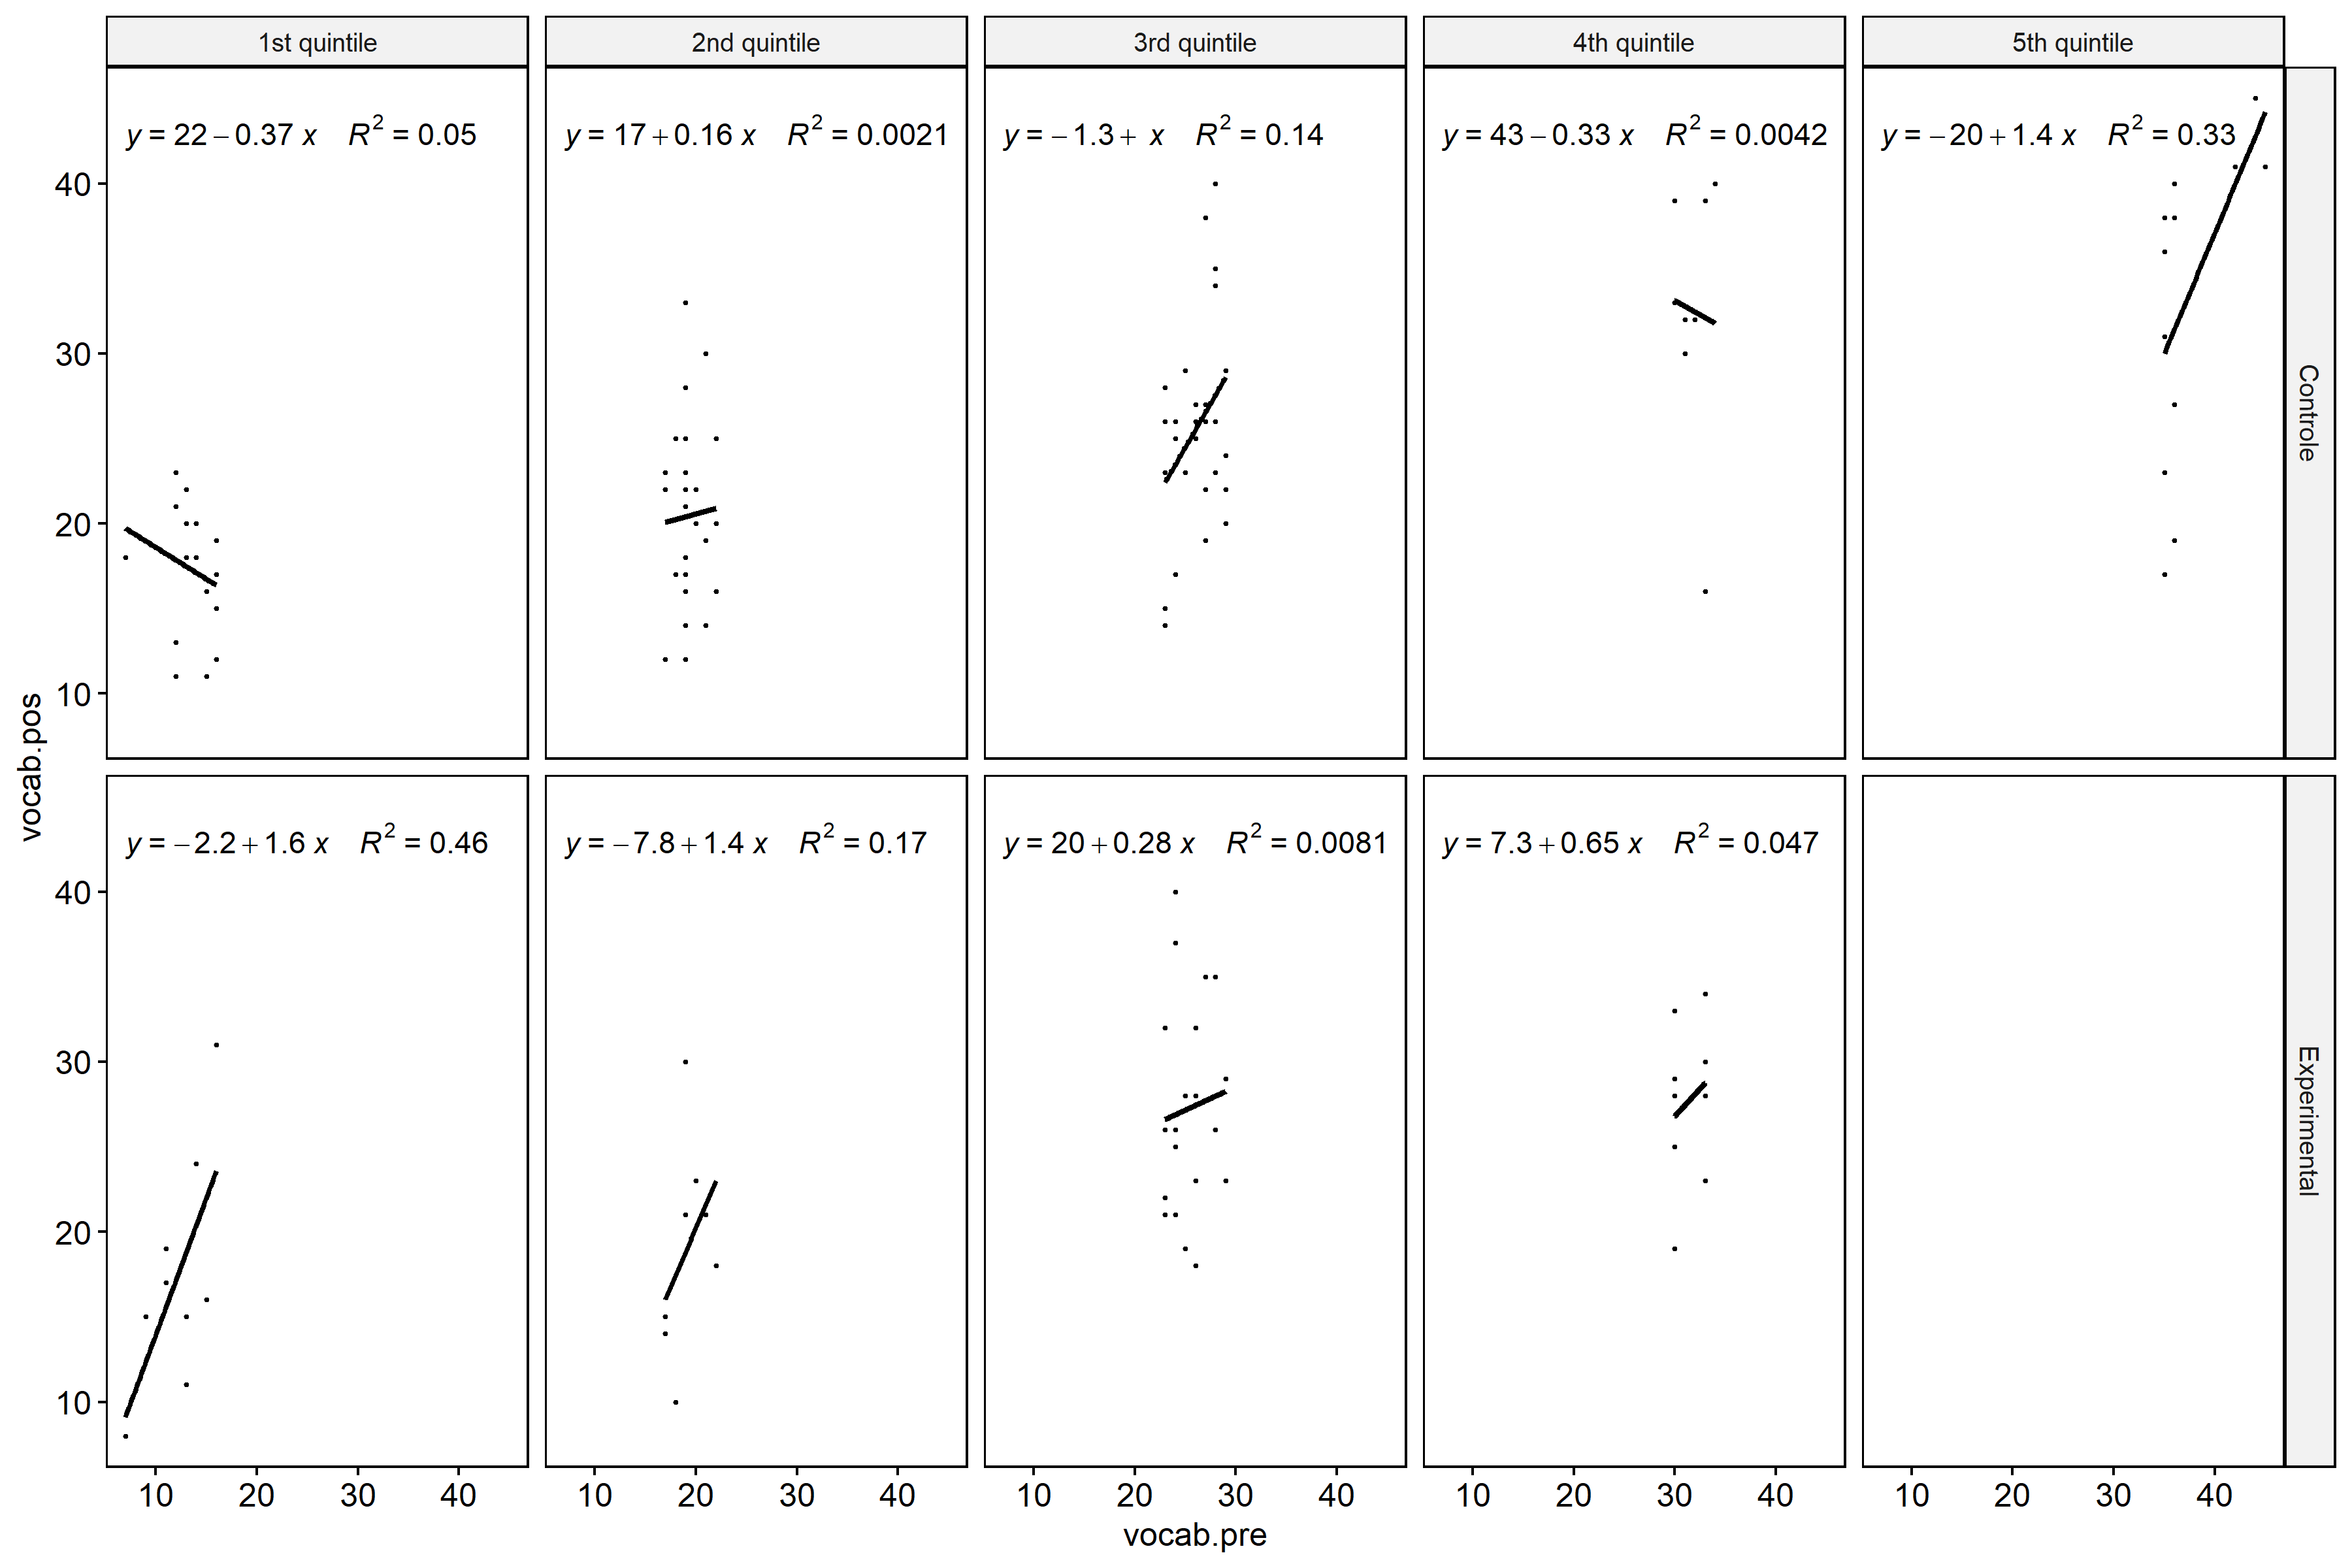 1st quintile 2nd quintile 3rd quintile 4th quintile 5th quintile
y = 22 − 0.37 x R² = 0.05 y = 17 + 0.16 x R² = 0.0021 y = − 1.3 + x R² = 0.14 y = 43 − 0.33 x R² = 0.0042 y = − 20 + 1.4 x R² = 0.33
40
30
20
10
Controle
vocab.pos
y = − 2.2 + 1.6 x R² = 0.46 y = − 7.8 + 1.4 x R² = 0.17 y = 20 + 0.28 x R² = 0.0081 y = 7.3 + 0.65 x R² = 0.047
40
30
20
10
Experimental
10 20 30 40 10 20 30 40 10 20 30 40 10 20 30 40 10 20 30 40
vocab.pre